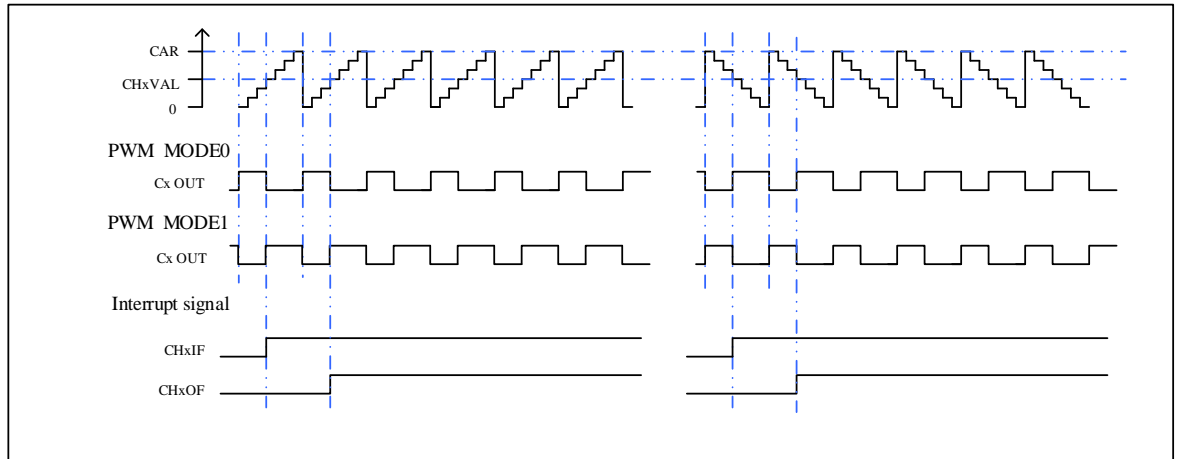 CAR
CHxVAL
0
PWM MODE0
Cx OUT
PWM MODE1
Cx OUT
Interrupt signal
CHxIF
CHxOF